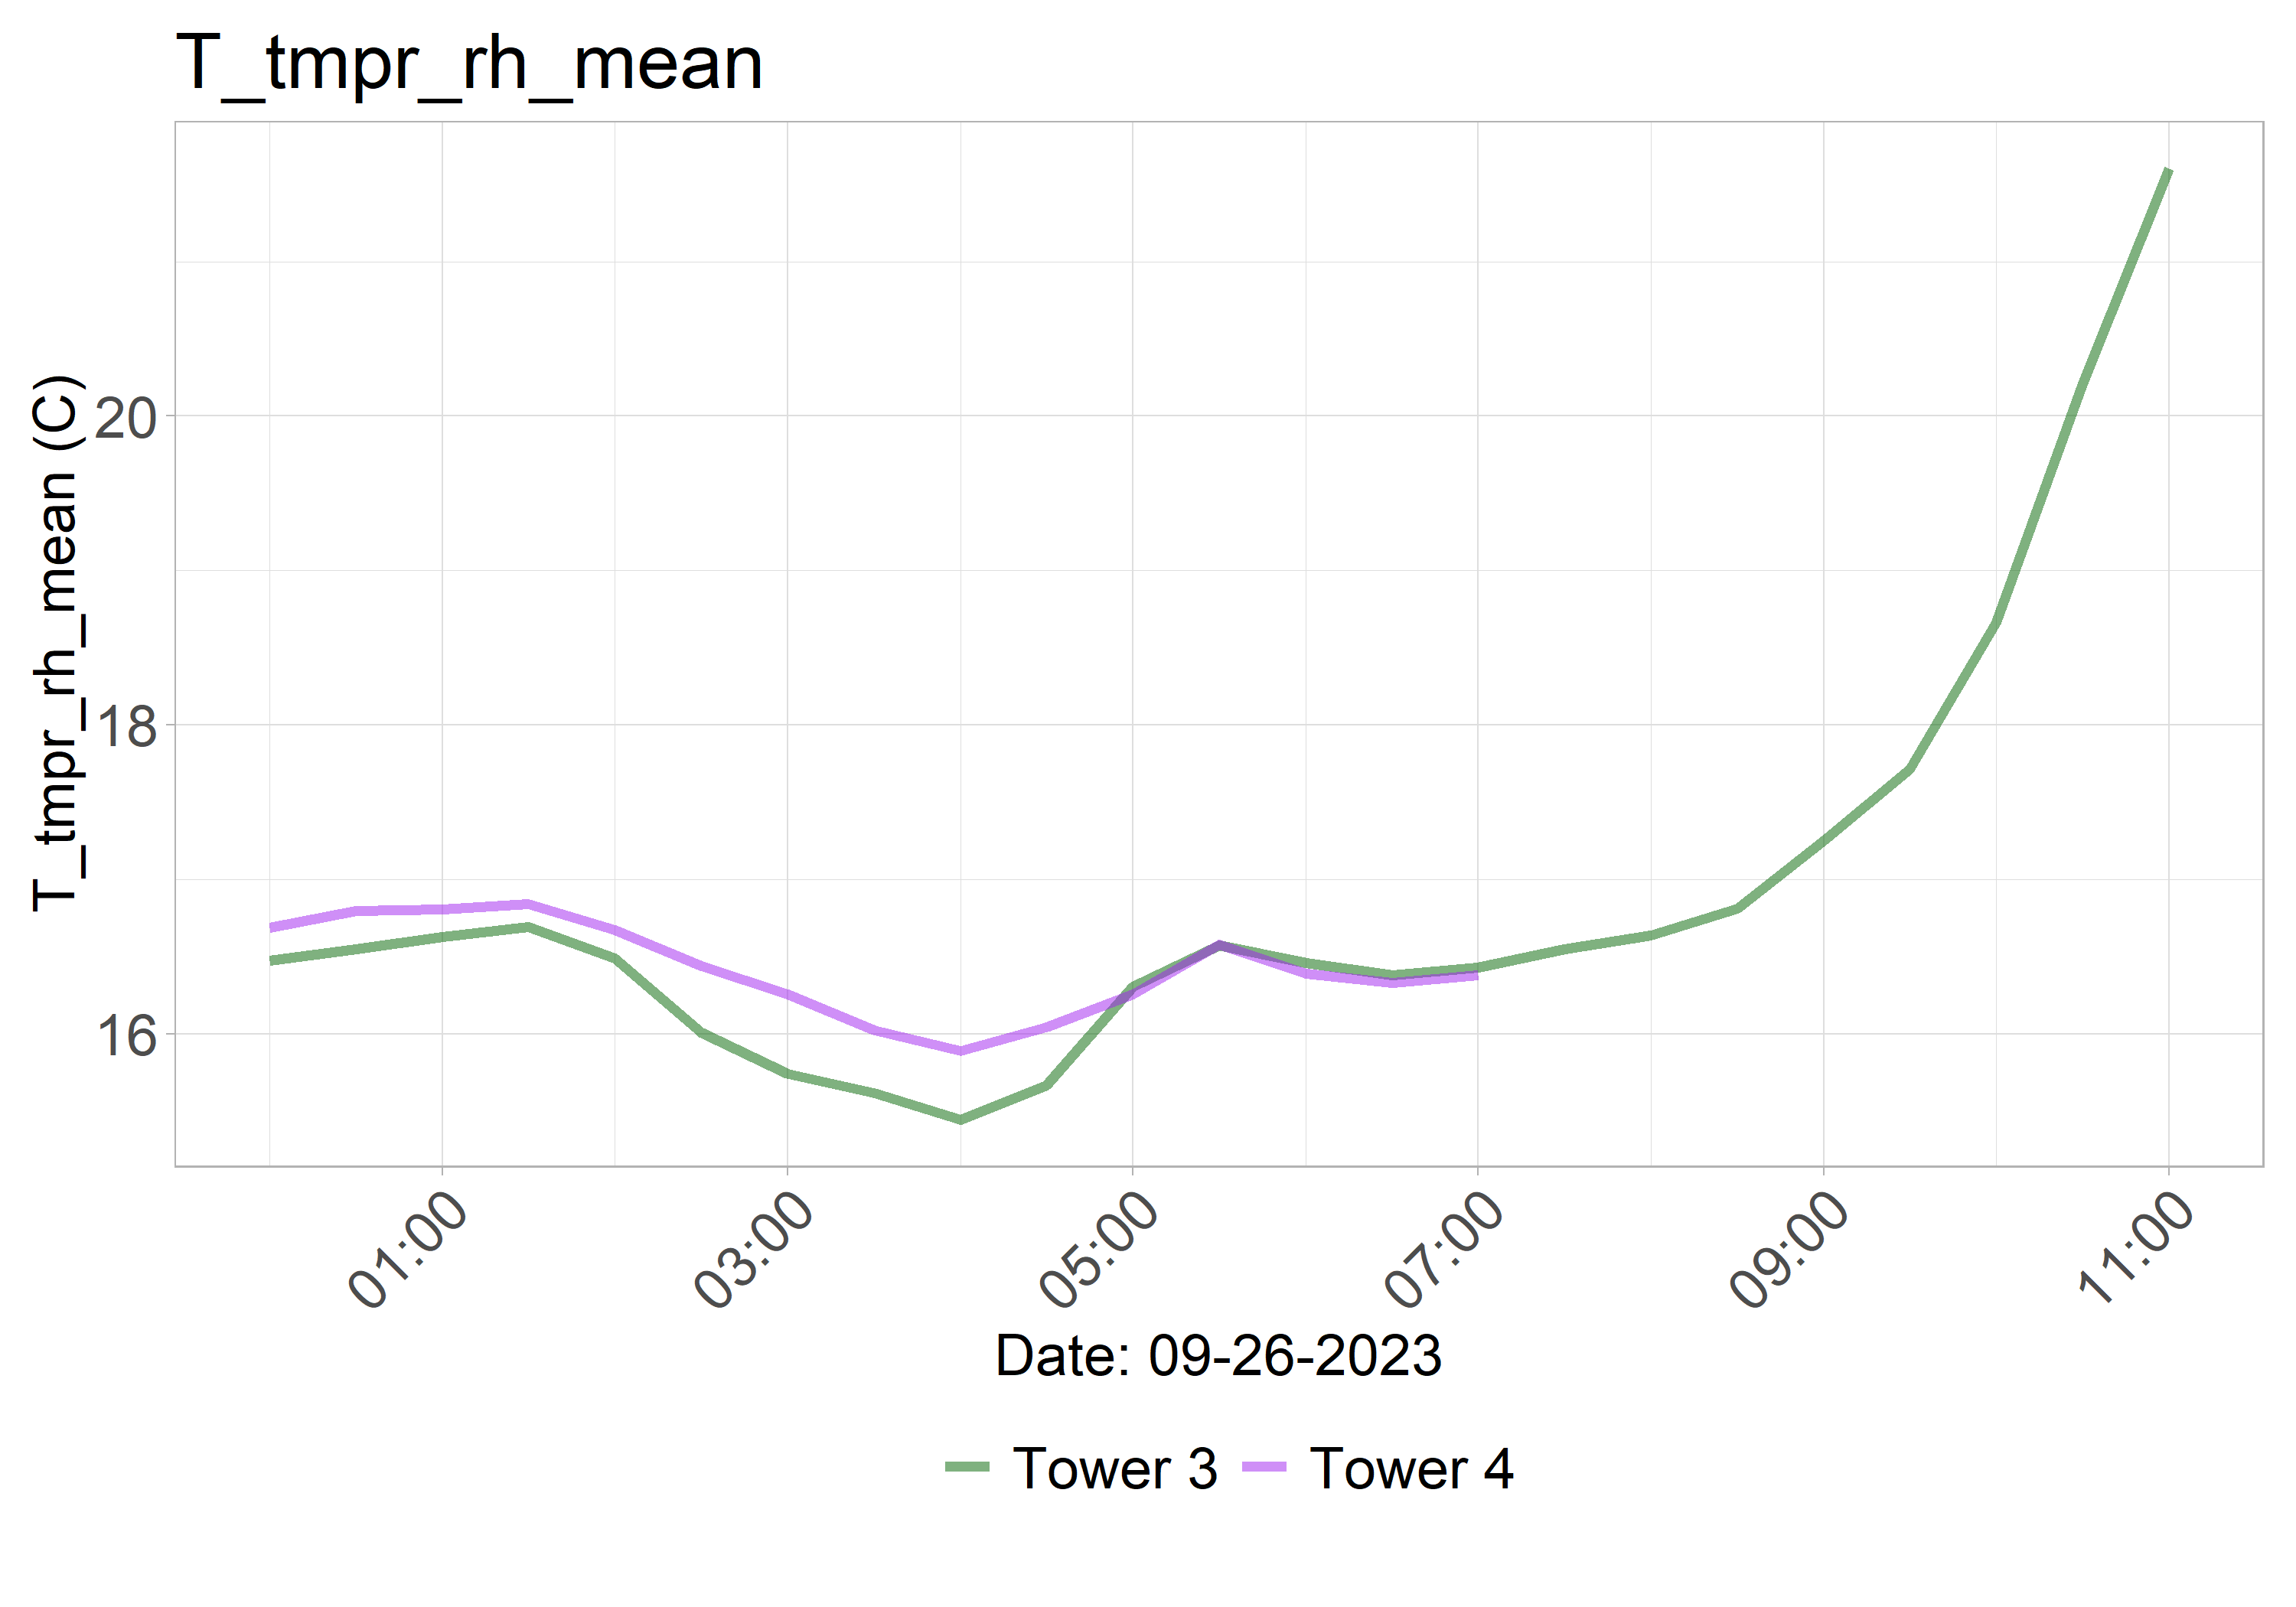 T_tmpr_rh_mean
T_tmpr_rh_mean (C)
20
18
16
01:00
03:00
05:00
07:00
09:00
11:00
Date: 09-26-2023
Tower 3
Tower 4